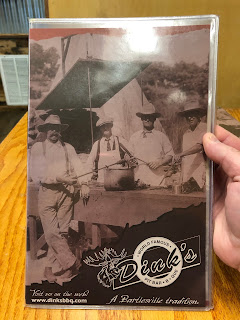 WORLD FAMOUS
Dink's
PIT BAR-B-QUE
Visit us on the web!
www.dinksbbq.com
A Bartlesville tradition.